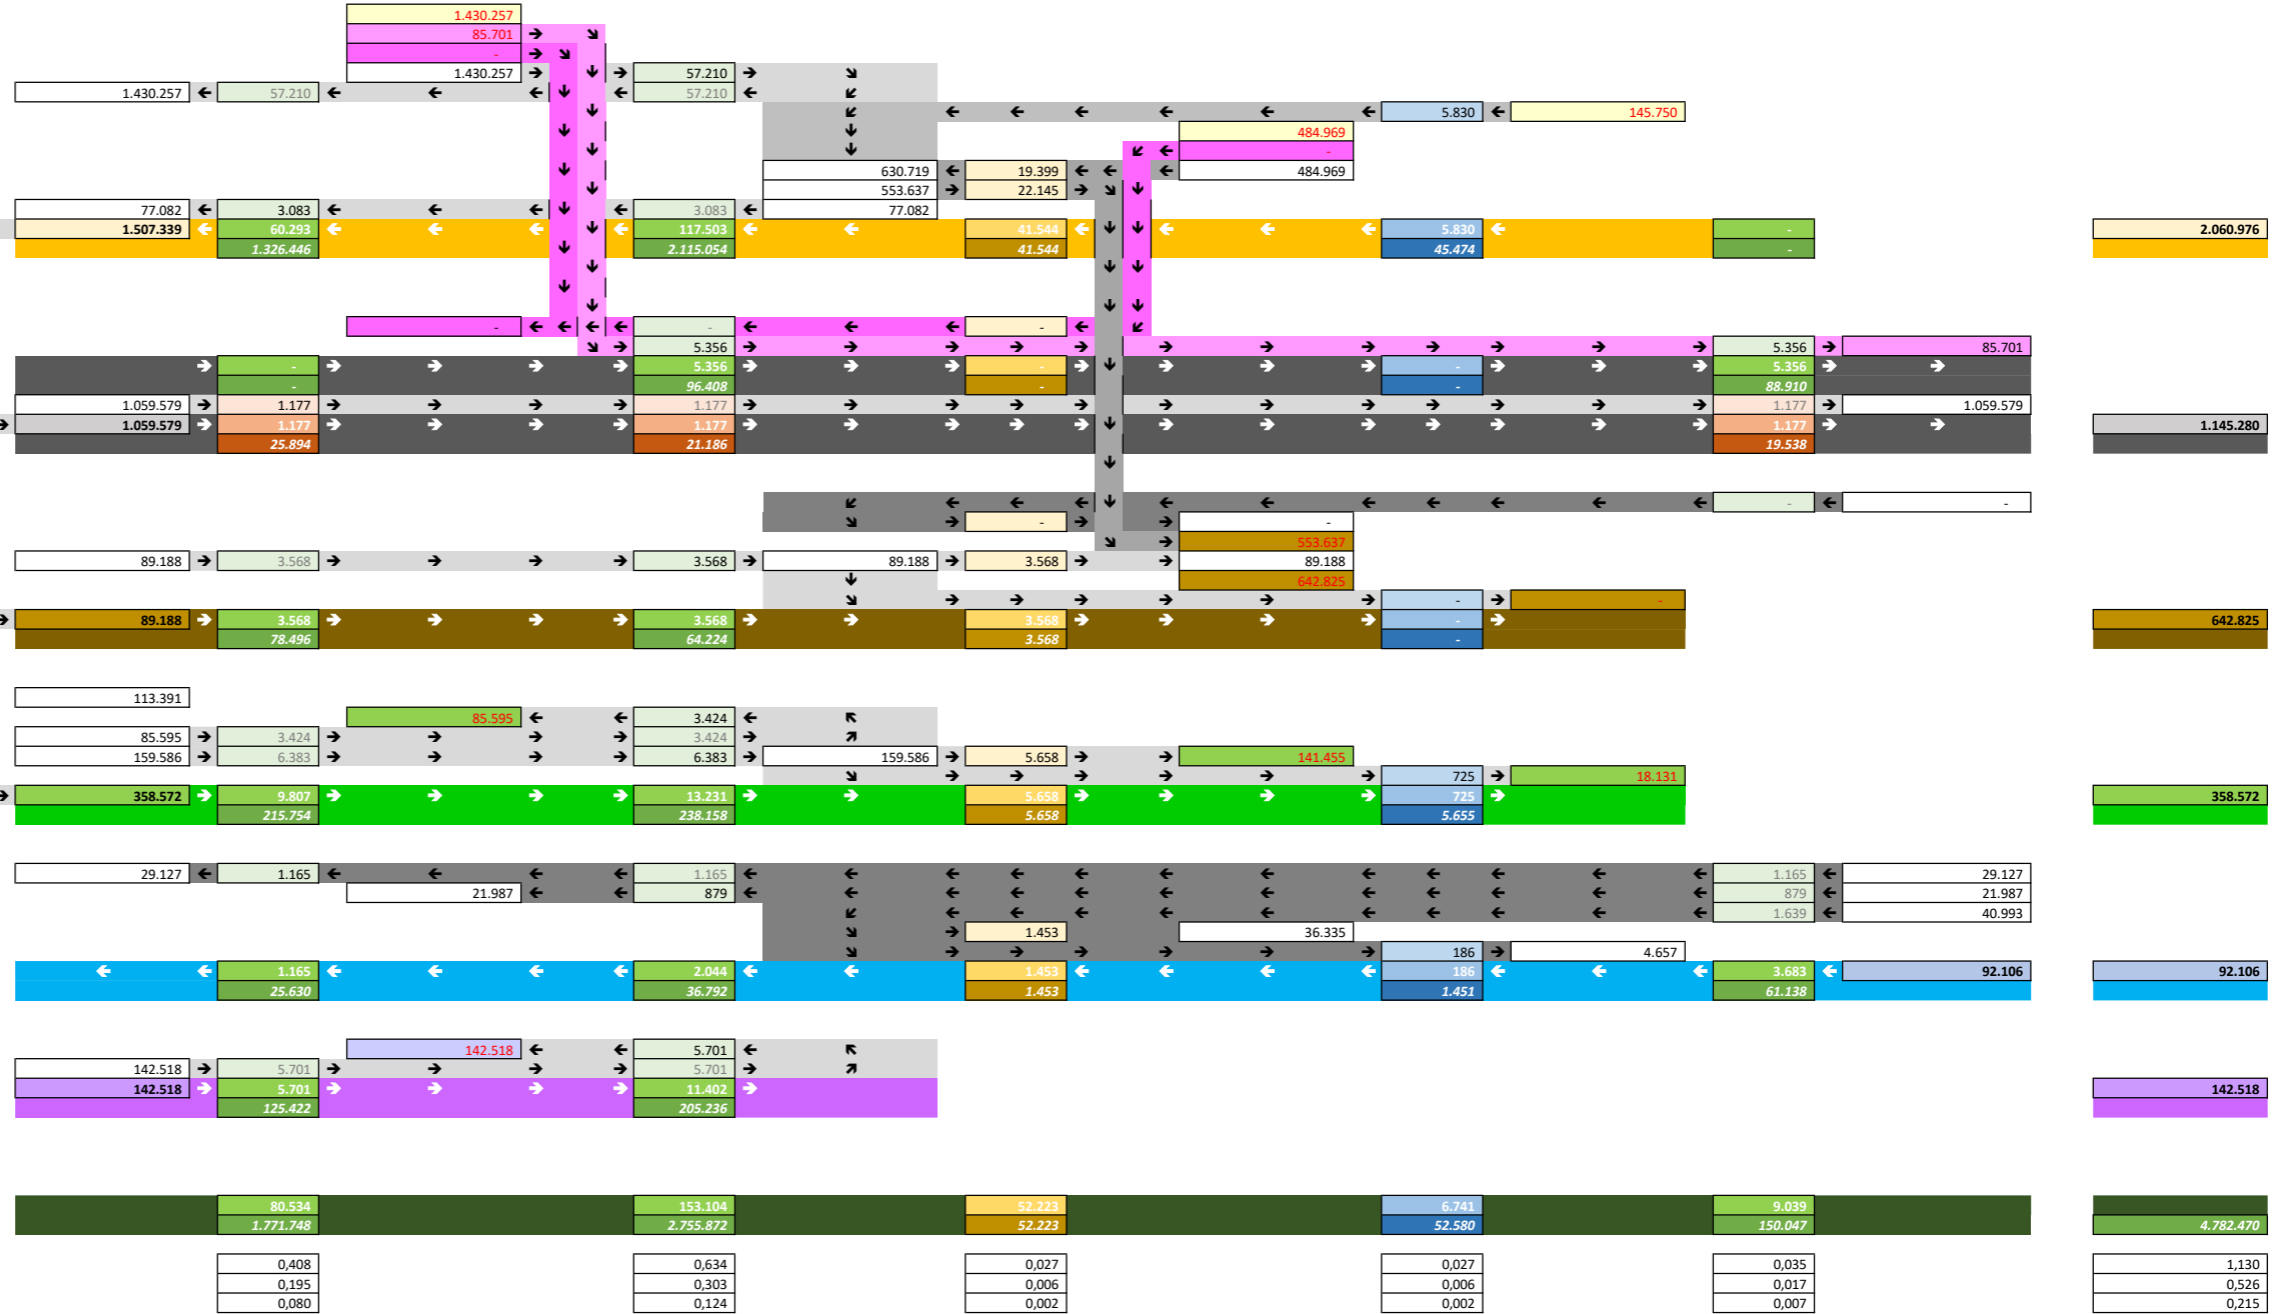 1.430.257
85.701
-
1.430.257 57.210
1.430.257 57.210 57.210
5.830 145.750
484.969
-
630.719 19.399 484.969
553.637 22.145
77.082 3.083 3.083 77.082
1.507.339 60.293 117.503 41.544 5.830 - 2.060.976
1.326.446 2.115.054 41.544 45.474 -
- - -
5.356 5.356 85.701
- 5.356 - - 5.356
- 96.408 - - 88.910
1.059.579 1.177 1.177 1.177 1.059.579
1.059.579 1.177 1.177 1.177 1.145.280
25.894 21.186 19.538
- -
- -
553.637
89.188 3.568 3.568 89.188 3.568 89.188
642.825
- -
89.188 3.568 3.568 3.568 - 642.825
78.496 64.224 3.568 -
113.391
85.595 3.424
85.595 3.424 3.424
159.586 6.383 6.383 159.586 5.658 141.455
725 18.131
358.572 9.807 13.231 5.658 725 358.572
215.754 238.158 5.658 5.655
29.127 1.165 1.165 1.165 29.127
21.987 879 879 21.987
1.639 40.993
1.453 36.335
186 4.657
1.165 2.044 1.453 186 3.683 92.106 92.106
25.630 36.792 1.453 1.451 61.138
142.518 5.701
142.518 5.701 5.701
142.518 5.701 11.402 142.518
125.422 205.236
80.534 153.104 52.223 6.741 9.039
1.771.748 2.755.872 52.223 52.580 150.047 4.782.470
0,408 0,634 0,027 0,027 0,035 1,130
0,195 0,303 0,006 0,006 0,017 0,526
0,080 0,124 0,002 0,002 0,007 0,215